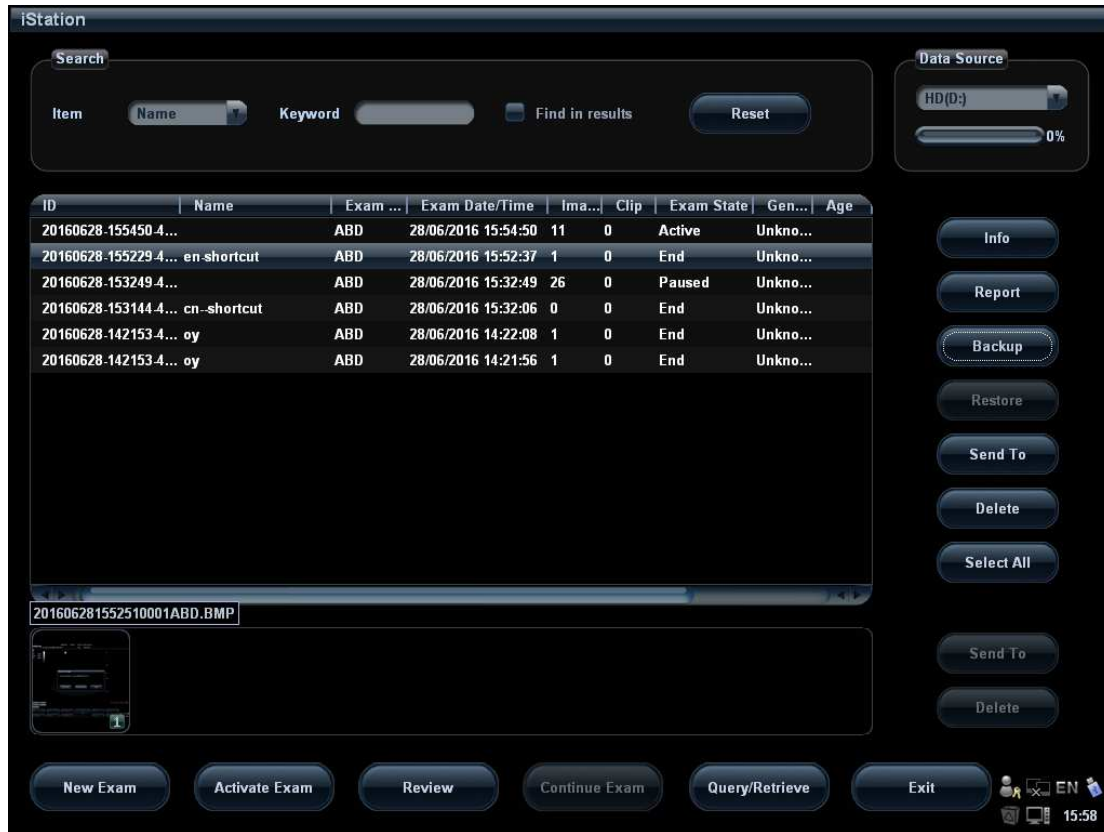 iStation
Search
Data Source
Item Name Keyword Find in results Reset
HD(D:)
0%
ID Name Exam ... Exam Date/Time Ima... Clip Exam State Gen... Age
20160628-155450-4... ABD 28/06/2016 15:54:50 11 0 Active Unkno...
20160628-155229-4... en-shortcut ABD 28/06/2016 15:52:37 1 0 End Unkno...
20160628-153249-4... ABD 28/06/2016 15:32:49 26 0 Paused Unkno...
20160628-153144-4... cn--shortcut ABD 28/06/2016 15:32:06 0 0 End Unkno...
20160628-142153-4... oy ABD 28/06/2016 14:22:08 1 0 End Unkno...
20160628-142153-4... oy ABD 28/06/2016 14:21:56 1 0 End Unkno...
Info
Report
Backup
Restore
Send To
Delete
Select All
201606281552510001ABD.BMP
1
Send To
Delete
New Exam Activate Exam Review Continue Exam Query/Retrieve Exit
EN
15:58